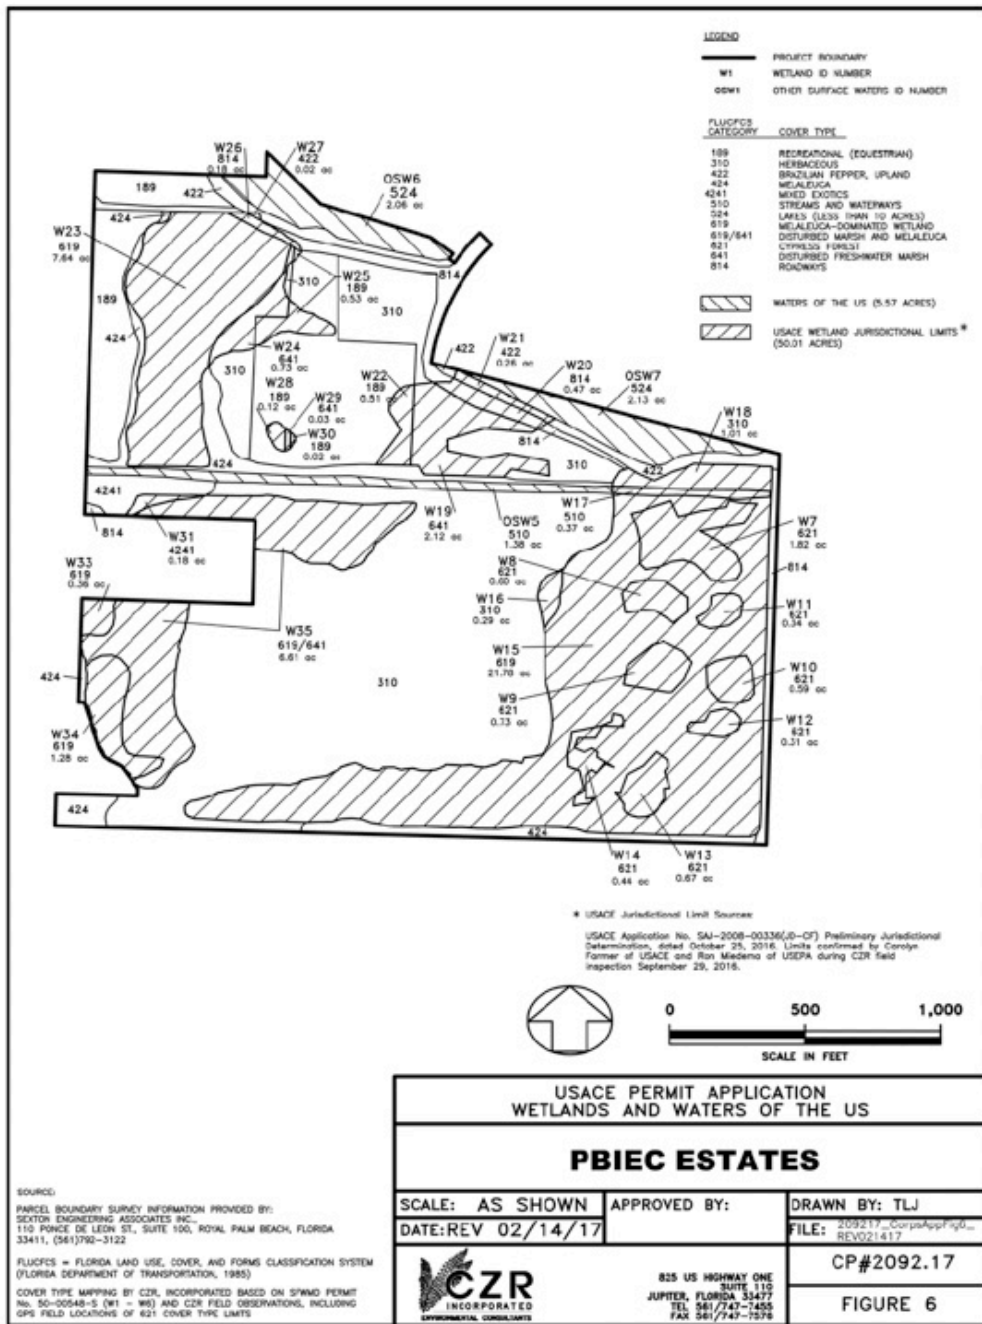 LEGEND
PROJECT BOUNDARY
W1 WETLAND ID NUMBER
OSW1 OTHER SURFACE WATERS ID NUMBER
FLUCFCS
CATEGORY COVER TYPE
189 RECREATIONAL (EQUESTRIAN)
310 HERBACEOUS
422 BRAZILIAN PEPPER, UPLAND
424 MELALEUCA
4241 MIXED EXOTICS
510 STREAMS AND WATERWAYS
524 LAKES (LESS THAN 10 ACRES)
619 MELALEUCA-DOMINATED WETLAND
619/641 DISTURBED MARSH AND MELALEUCA
621 CYPRESS FOREST
641 DISTURBED FRESHWATER MARSH
814 ROADWAYS
WATERS OF THE US (5.57 ACRES)
USACE WETLAND JURISDICTIONAL LIMITS *
(50.01 ACRES)
W26
814
0.18 ac
W27
422
0.02 ac
OSW6
524
2.06 ac
189
422
424
W23
619
7.64 ac
189
424
310
W25
189
0.53 ac
310
814
W24
641
0.73 ac
310
W28
189
0.12 ac
W29
641
0.03 ac
W30
189
0.02 ac
W22
189
0.51 ac
422
W21
422
0.26 ac
W20
814
0.47 ac
OSW7
524
2.13 ac
W18
310
1.01 ac
814
310
422
424
4241
814
W31
4241
0.18 ac
W19
641
2.12 ac
OSW5
510
1.38 ac
W17
510
0.37 ac
W7
621
1.82 ac
814
W33
619
0.36 ac
W8
621
0.60 ac
W16
310
0.29 ac
W11
621
0.34 ac
W35
619/641
6.61 ac
W15
619
21.78 ac
310
424
W10
621
0.59 ac
W9
621
0.73 ac
W12
621
0.31 ac
W34
619
1.28 ac
424
424
W14
621
0.44 ac
W13
621
0.67 ac
* USACE Jurisdictional Limit Sources:
USACE Application No. SAJ-2008-00336(JD-CF) Preliminary Jurisdictional
Determination, dated October 25, 2016. Limits confirmed by Carolyn
Farmer of USACE and Ron Miedema of USEPA during CZR field
inspection September 29, 2016.
0 500 1,000
SCALE IN FEET
USACE PERMIT APPLICATION
WETLANDS AND WATERS OF THE US
PBIEC ESTATES
SCALE: AS SHOWN
APPROVED BY:
DRAWN BY: TLJ
DATE: REV 02/14/17
FILE: 209217_CorpsAppFig6_
REV021417
CP#2092.17
FIGURE 6
CZR
INCORPORATED
ENVIRONMENTAL CONSULTANTS
825 US HIGHWAY ONE
SUITE 110
JUPITER, FLORIDA 33477
TEL 561/747-7455
FAX 561/747-7576
SOURCE:
PARCEL BOUNDARY SURVEY INFORMATION PROVIDED BY:
SEXTON ENGINEERING ASSOCIATES INC.,
110 PONCE DE LEON ST., SUITE 100, ROYAL PALM BEACH, FLORIDA
33411, (561)792-3122
FLUCFCS = FLORIDA LAND USE, COVER, AND FORMS CLASSIFICATION SYSTEM
(FLORIDA DEPARTMENT OF TRANSPORTATION, 1985)
COVER TYPE MAPPING BY CZR, INCORPORATED BASED ON SFWMD PERMIT
No. 50-00548-S (W1 - W6) AND CZR FIELD OBSERVATIONS, INCLUDING
GPS FIELD LOCATIONS OF 621 COVER TYPE LIMITS